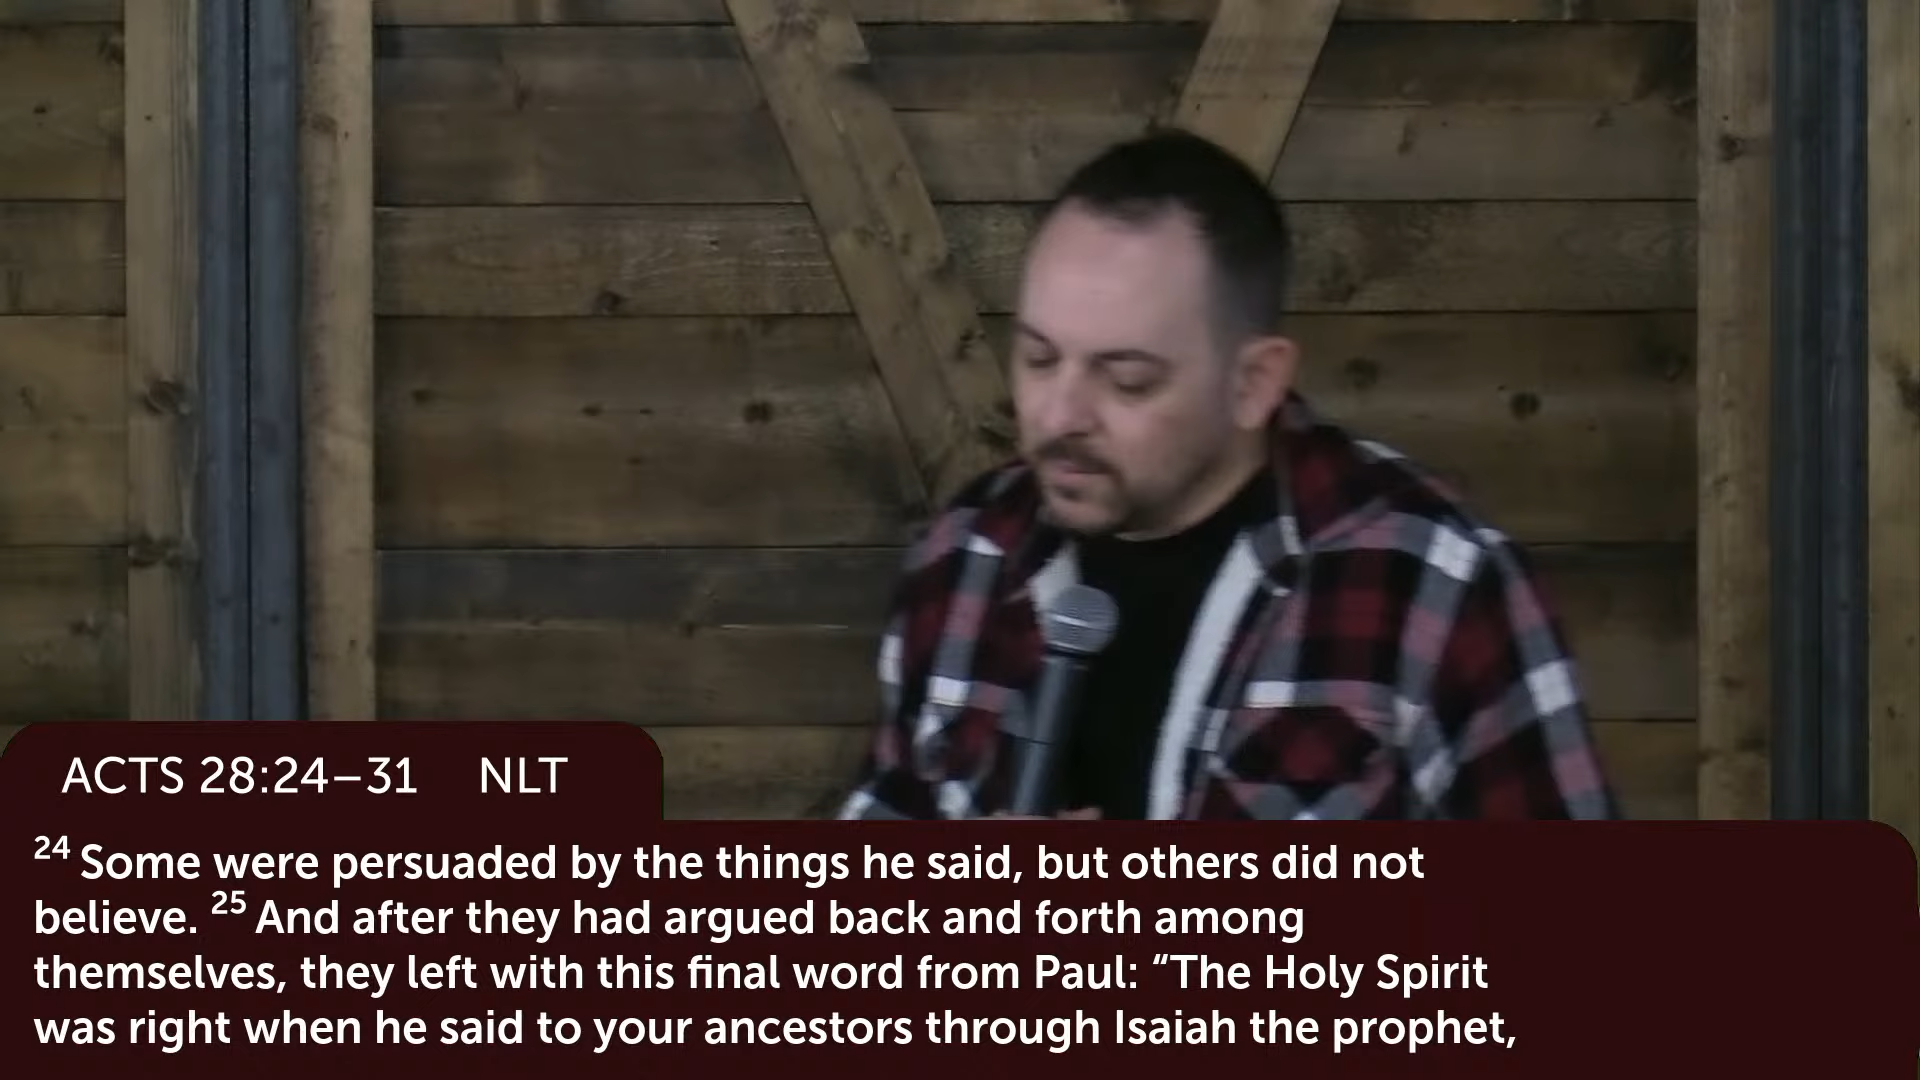 ACTS 28:24–31 NLT
24 Some were persuaded by the things he said, but others did not
believe. 25 And after they had argued back and forth among
themselves, they left with this final word from Paul: “The Holy Spirit
was right when he said to your ancestors through Isaiah the prophet,